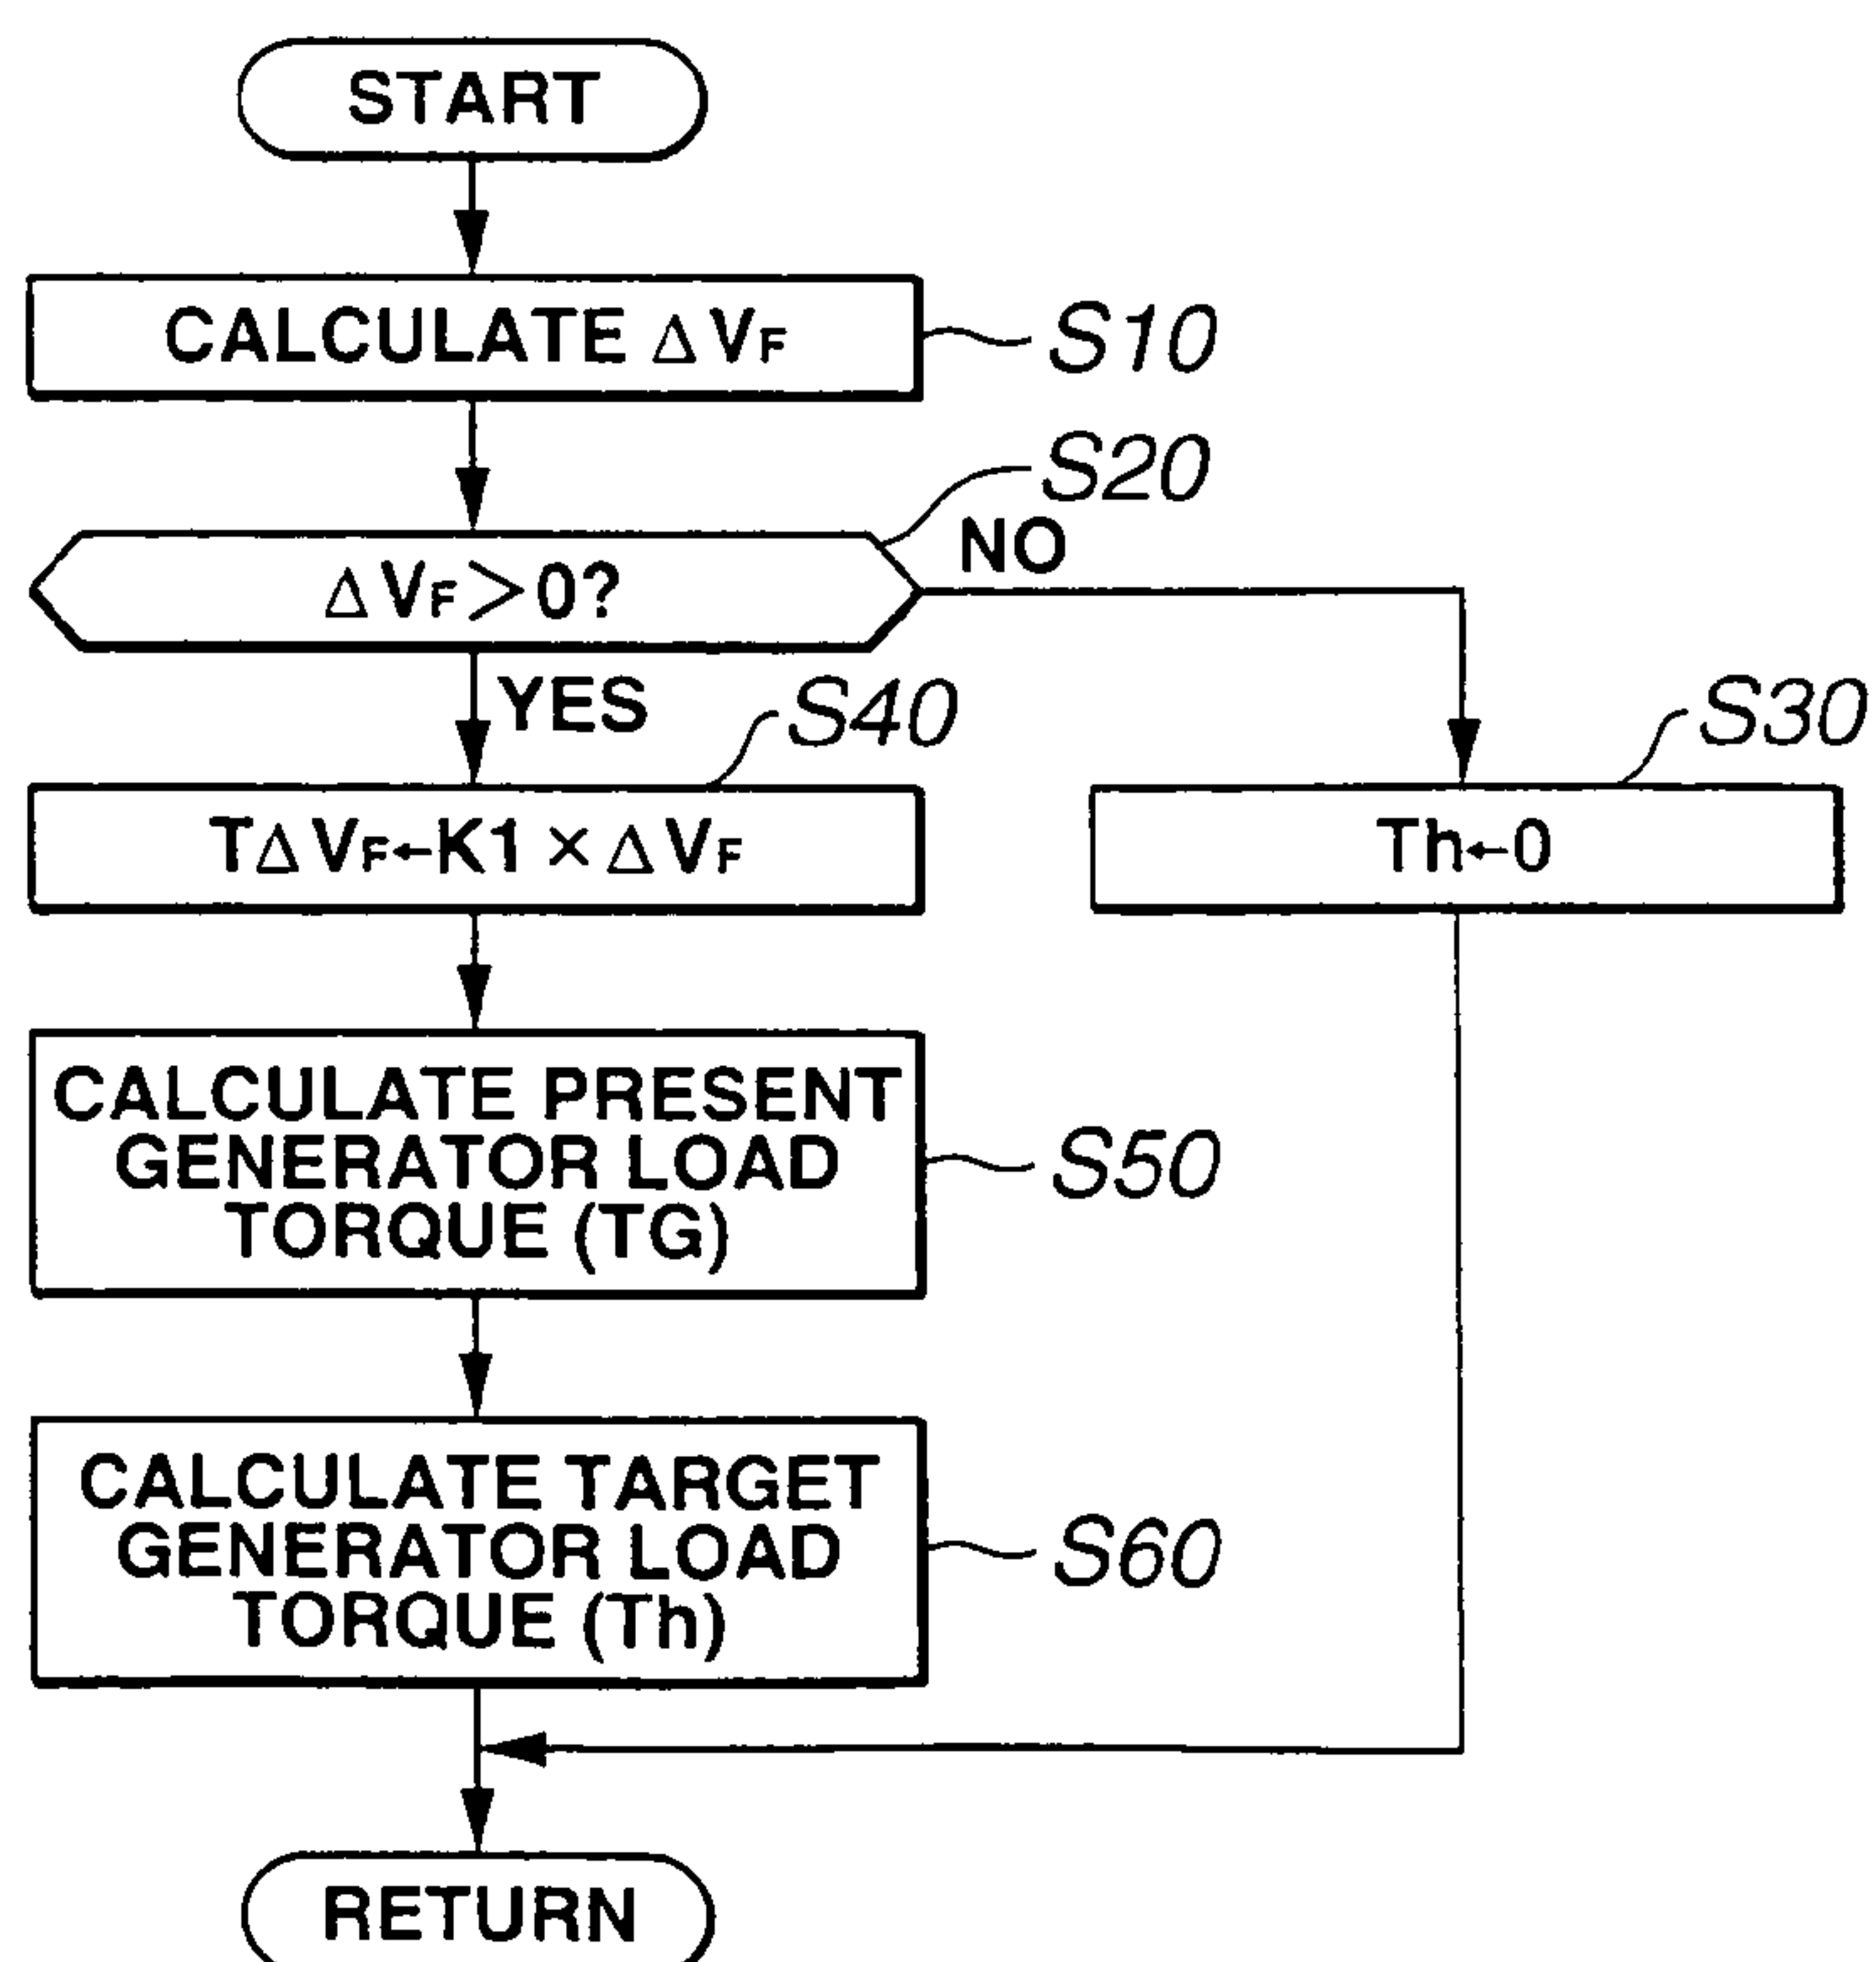 START
CALCULATE ΔVF
S10
S20
ΔVF>0?
NO
YES
S40
S30
TΔVF←K1×ΔVF
Th←0
CALCULATE PRESENT
GENERATOR LOAD
TORQUE (TG)
S50
CALCULATE TARGET
GENERATOR LOAD
TORQUE (Th)
S60
RETURN